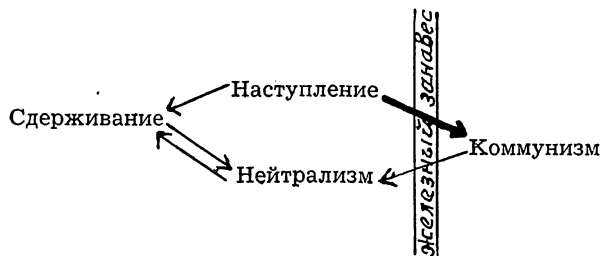 Наступление
Сдерживание
Нейтрализм
Коммунизм
железный занавес